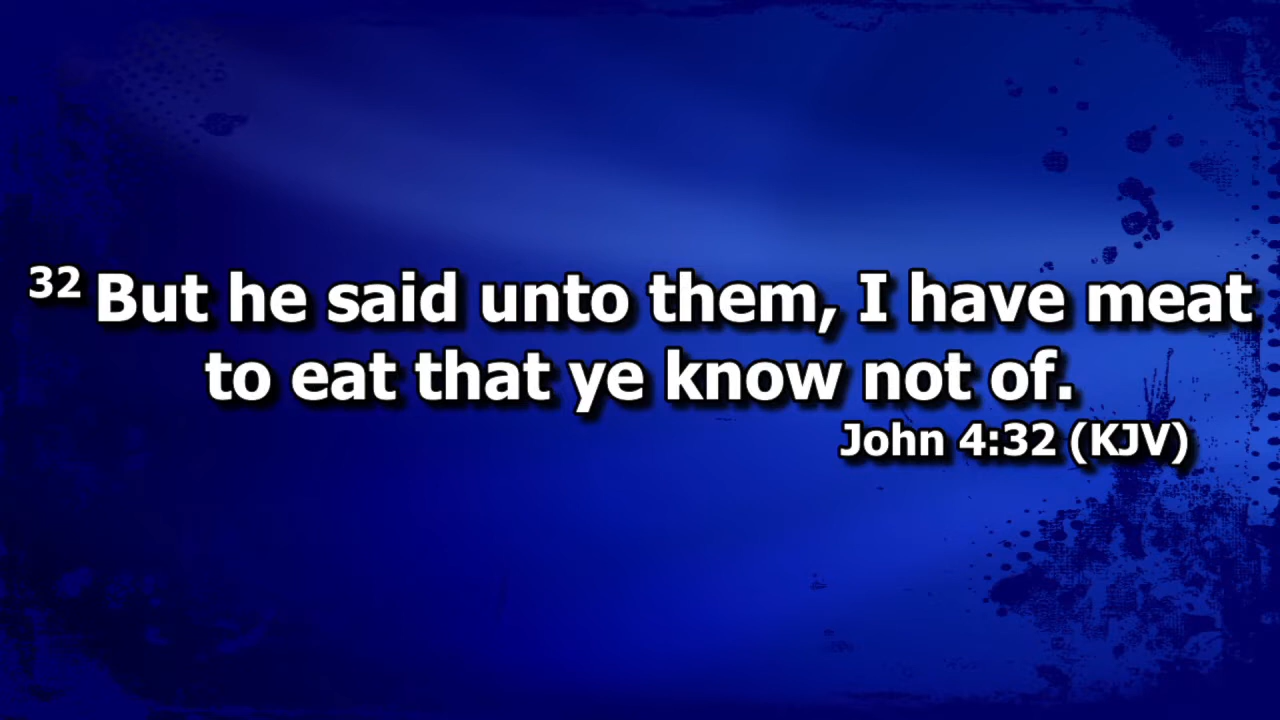 32 But he said unto them, I have meat
to eat that ye know not of.
John 4:32 (KJV)